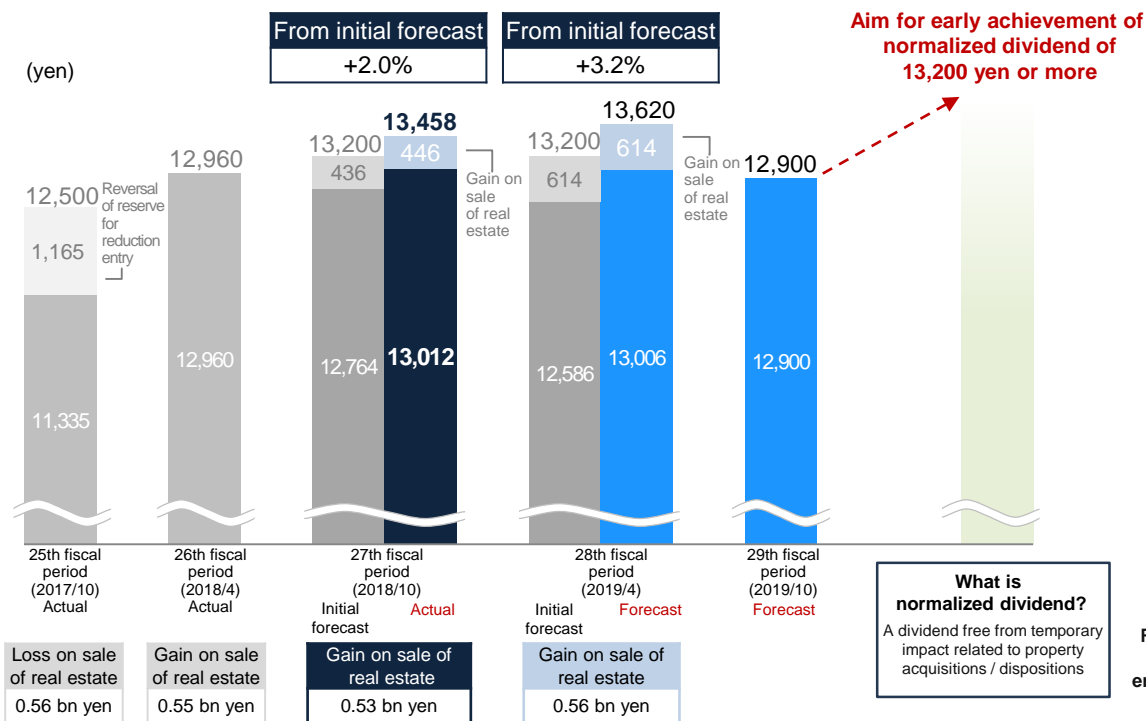 From initial forecast
+2.0%
From initial forecast
+3.2%
Aim for early achievement of
normalized dividend of
13,200 yen or more
(yen)
12,500
1,165
11,335
Reversal
of reserve
for
reduction
entry
12,960
12,960
13,200
436
12,764
13,458
446
13,012
Gain on
sale
of real
estate
13,200
614
12,586
13,620
614
13,006
Gain on
sale
of real
estate
12,900
12,900
25th fiscal
period
(2017/10)
Actual
26th fiscal
period
(2018/4)
Actual
27th fiscal
period
(2018/10)
Initial
forecast
Actual
28th fiscal
period
(2019/4)
Initial
forecast
Forecast
29th fiscal
period
(2019/10)
Forecast
What is
normalized dividend?
A dividend free from temporary
impact related to property
acquisitions / dispositions
Loss on sale
of real estate
0.56 bn yen
Gain on sale
of real estate
0.55 bn yen
Gain on sale of
real estate
0.53 bn yen
Gain on sale of
real estate
0.56 bn yen